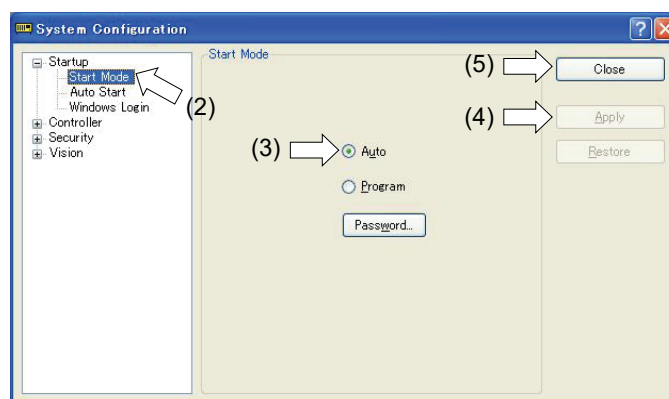 System Configuration
Startup
Start Mode
Auto Start
Windows Login
Controller
Security
Vision
(2)
Start Mode
(3)
Auto
Program
Password...
(5)
Close
(4)
Apply
Restore